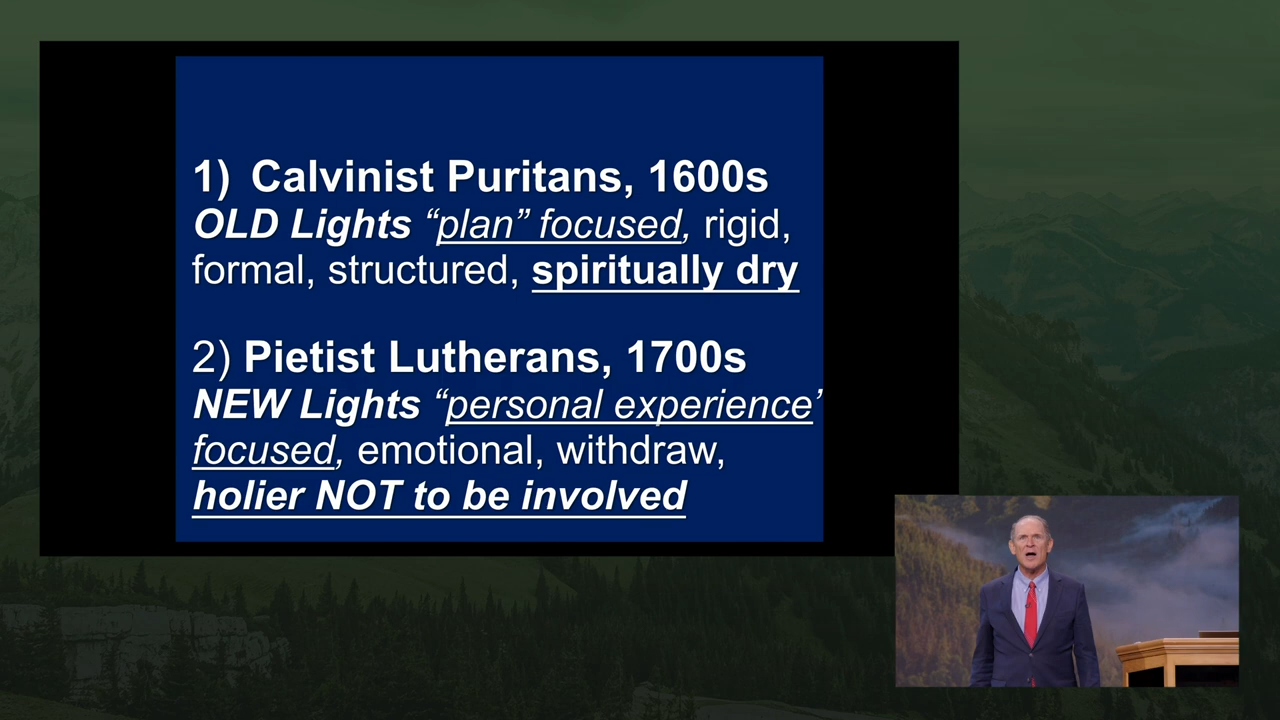 1) Calvinist Puritans, 1600s
OLD Lights “plan” focused, rigid,
formal, structured, spiritually dry
2) Pietist Lutherans, 1700s
NEW Lights “personal experience’
focused, emotional, withdraw,
holier NOT to be involved